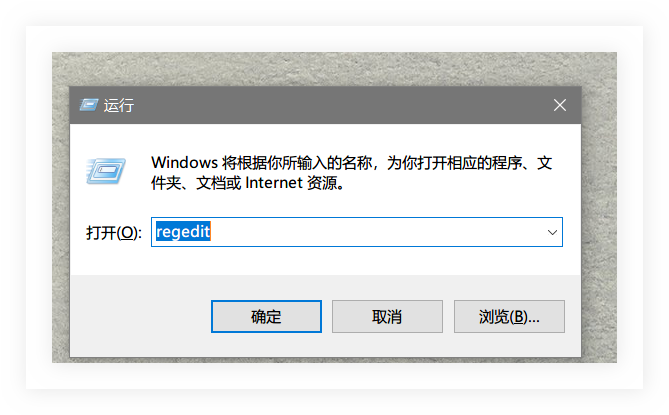 运行
Windows 将根据你所输入的名称，为你打开相应的程序、文
件夹、文档或 Internet 资源。
打开(O): regedit
确定 取消 浏览(B)...